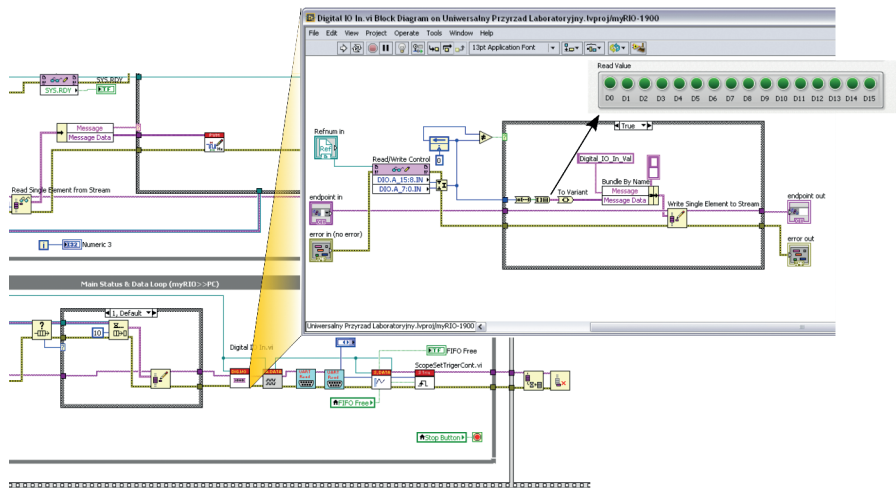 Digital IO In.vi Block Diagram on Uniwersalny Przyrzad Laboratoryjny.lvproj/myRIO-1900
File Edit View Project Operate Tools Window Help
13pt Application Font
Read Value
D0 D1 D2 D3 D4 D5 D6 D7 D8 D9 D10 D11 D12 D13 D14 D15
True
Refnum in
Ref
0
Read/Write Control
DIO.A_15:8.IN
DIO.A_7:0.IN
Digital_IO_In_Val
To Variant
Bundle By Name
Message
Message Data
Write Single Element to Stream
endpoint in
endpoint out
error in (no error)
error out
Uniwersalny Przyrzad Laboratoryjny.lvproj/myRIO-1900
SYS.RDY
SYS.RDY
TF
Message
Message Data
Read Single Element from Stream
i
I32
Numeric 3
Main Status & Data Loop (myRIO>>PC)
1, Default
IO
Digital IO In.vi
TF
FIFO Free
ScopeSetTrigerCont.vi
FIFO Free
Stop Button